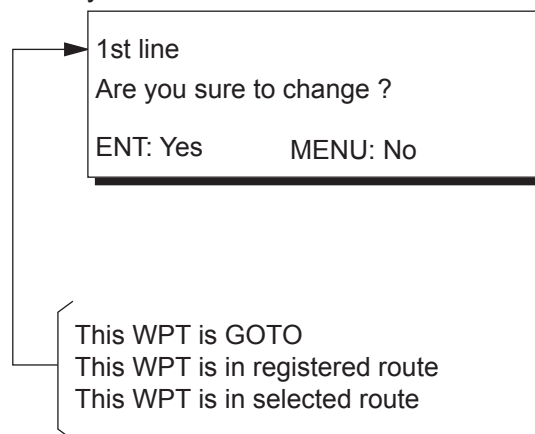 1st line
Are you sure to change ?
ENT: Yes MENU: No
This WPT is GOTO
This WPT is in registered route
This WPT is in selected route